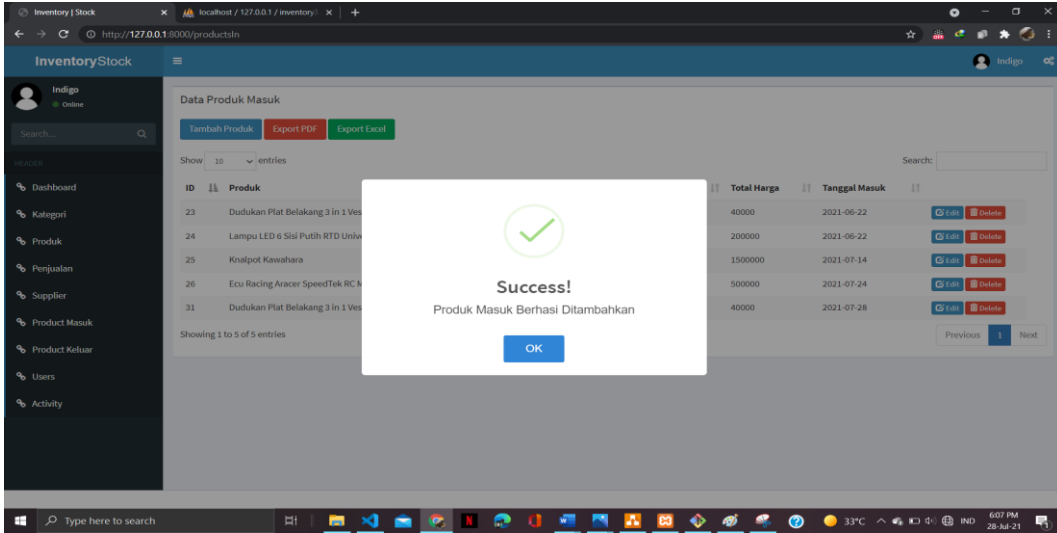 Inventory | Stock
localhost / 127.0.0.1 / inventory
http://127.0.0.1:8000/productsIn
InventoryStock
Indigo
Indigo
Online
Search...
HEADER
Dashboard
Kategori
Produk
Penjualan
Supplier
Product Masuk
Product Keluar
Users
Activity
Data Produk Masuk
Tambah Produk Export PDF Export Excel
Show 10 entries Search:
ID Produk Total Harga Tanggal Masuk
23 Dudukan Plat Belakang 3 in 1 Ves 40000 2021-06-22 Edit Delete
24 Lampu LED 6 Sisi Putih RTD Unive 200000 2021-06-22 Edit Delete
25 Knalpot Kawahara 1500000 2021-07-14 Edit Delete
26 Ecu Racing Aracer SpeedTek RC M 500000 2021-07-24 Edit Delete
31 Dudukan Plat Belakang 3 in 1 Ves 40000 2021-07-28 Edit Delete
Showing 1 to 5 of 5 entries Previous 1 Next
Success!
Produk Masuk Berhasi Ditambahkan
OK
Type here to search
33°C IND 6:07 PM
28-Jul-21